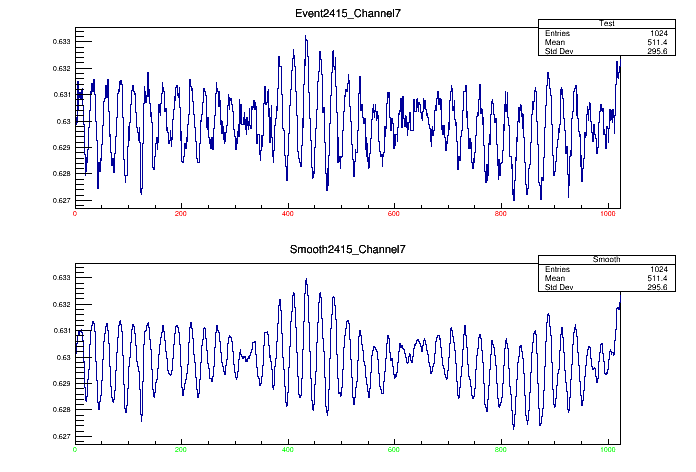 Event2415_Channel7
Test
Entries 1024
Mean 511.4
Std Dev 295.6
0.633
0.632
0.631
0.63
0.629
0.628
0.627
0 200 400 600 800 1000
Smooth2415_Channel7
Smooth
Entries 1024
Mean 511.4
Std Dev 295.6
0.633
0.632
0.631
0.63
0.629
0.628
0.627
0 200 400 600 800 1000